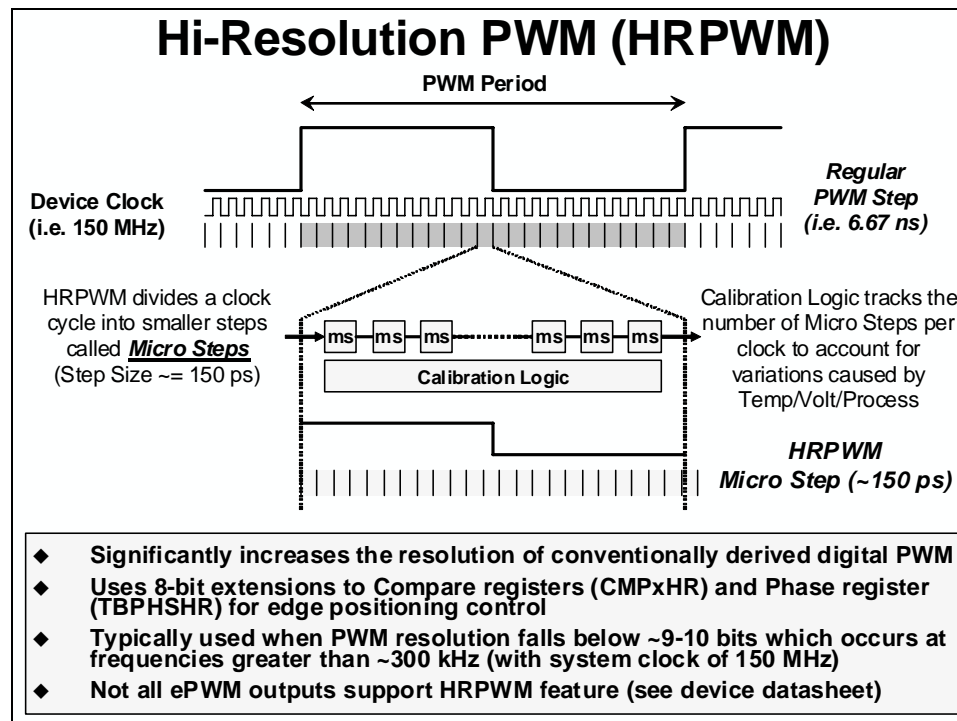 Hi-Resolution PWM (HRPWM)
PWM Period
Device Clock
(i.e. 150 MHz)
Regular
PWM Step
(i.e. 6.67 ns)
HRPWM divides a clock
cycle into smaller steps
called Micro Steps
(Step Size ~= 150 ps)
ms ms ms ms ms ms
Calibration Logic
Calibration Logic tracks the
number of Micro Steps per
clock to account for
variations caused by
Temp/Volt/Process
HRPWM
Micro Step (~150 ps)
◆ Significantly increases the resolution of conventionally derived digital PWM
◆ Uses 8-bit extensions to Compare registers (CMPxHR) and Phase register
(TBPHSHR) for edge positioning control
◆ Typically used when PWM resolution falls below ~9-10 bits which occurs at
frequencies greater than ~300 kHz (with system clock of 150 MHz)
◆ Not all ePWM outputs support HRPWM feature (see device datasheet)